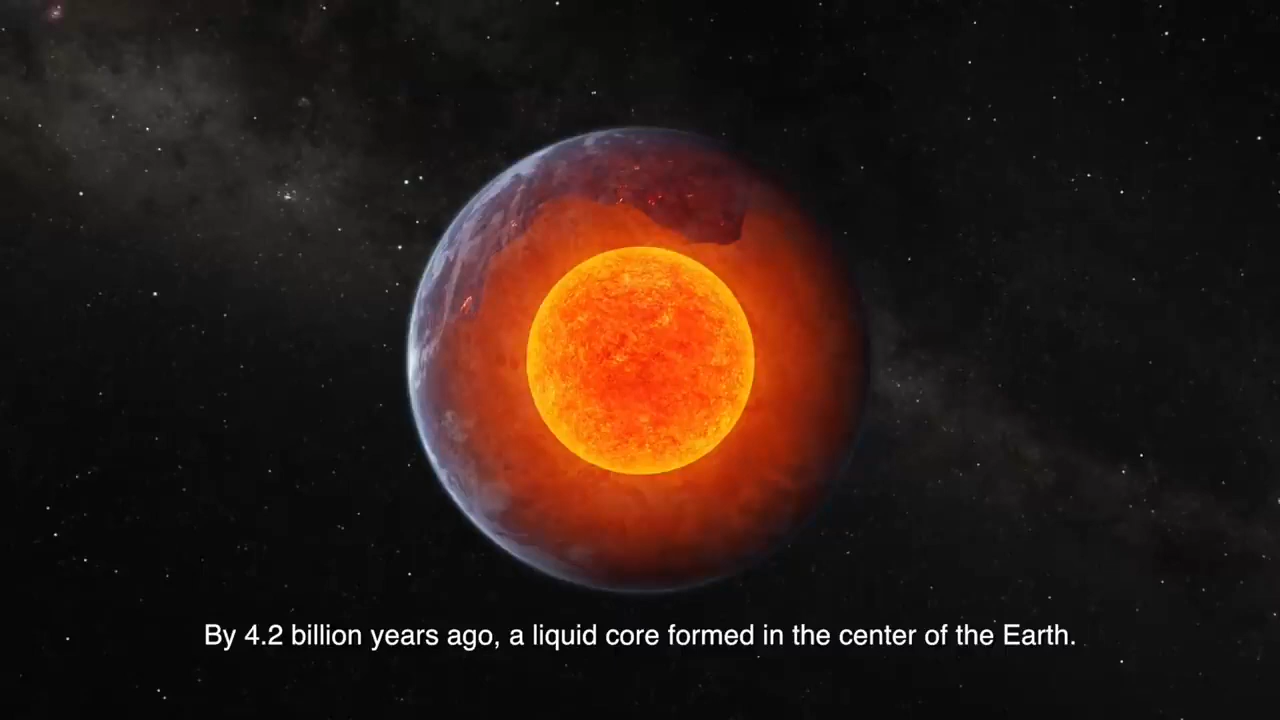 By 4.2 billion years ago, a liquid core formed in the center of the Earth.